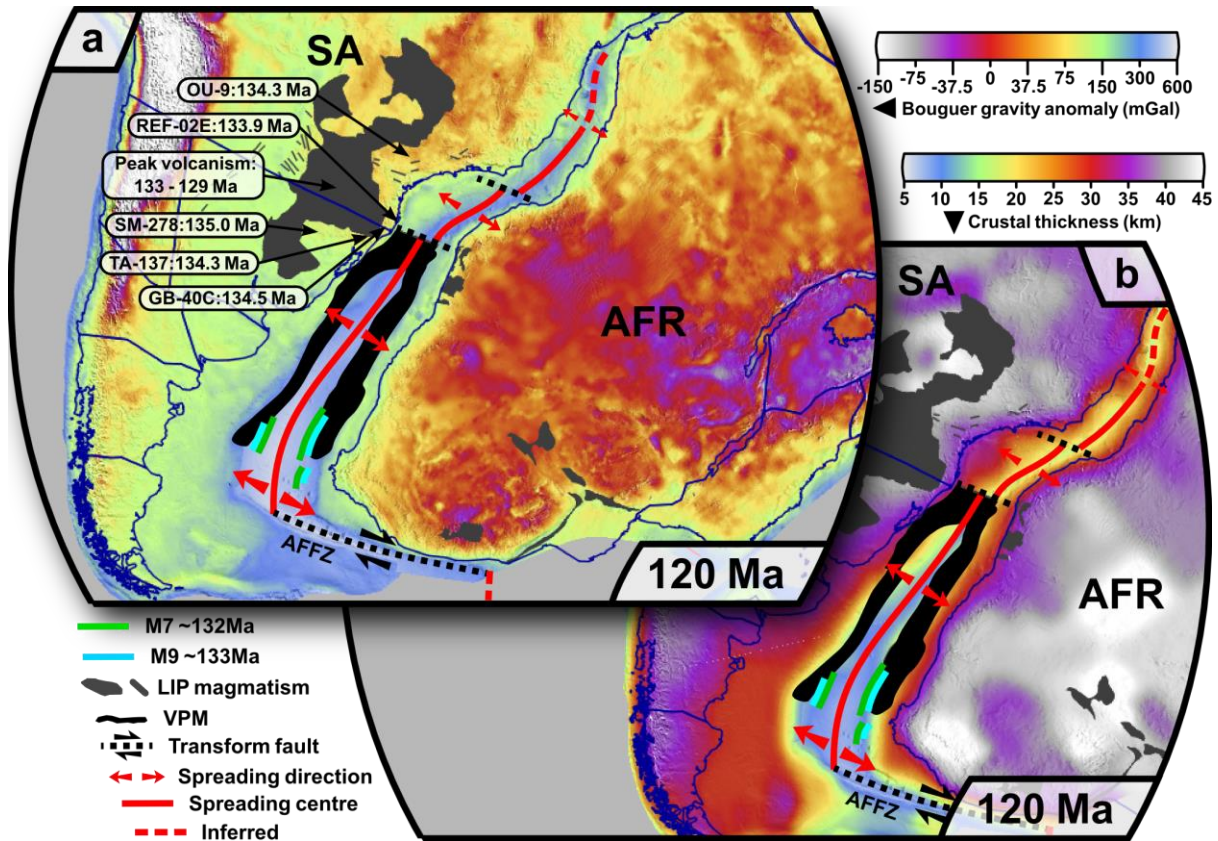 a
SA
OU-9:134.3 Ma
REF-02E:133.9 Ma
Peak volcanism:
133 - 129 Ma
SM-278:135.0 Ma
TA-137:134.3 Ma
GB-40C:134.5 Ma
AFR
AFFZ
120 Ma
-150 -75 -37.5 0 37.5 75 150 300 600
Bouguer gravity anomaly (mGal)
5 10 15 20 25 30 35 40 45
Crustal thickness (km)
b
SA
AFR
AFFZ
120 Ma
M7 ~132Ma
M9 ~133Ma
LIP magmatism
VPM
Transform fault
Spreading direction
Spreading centre
Inferred